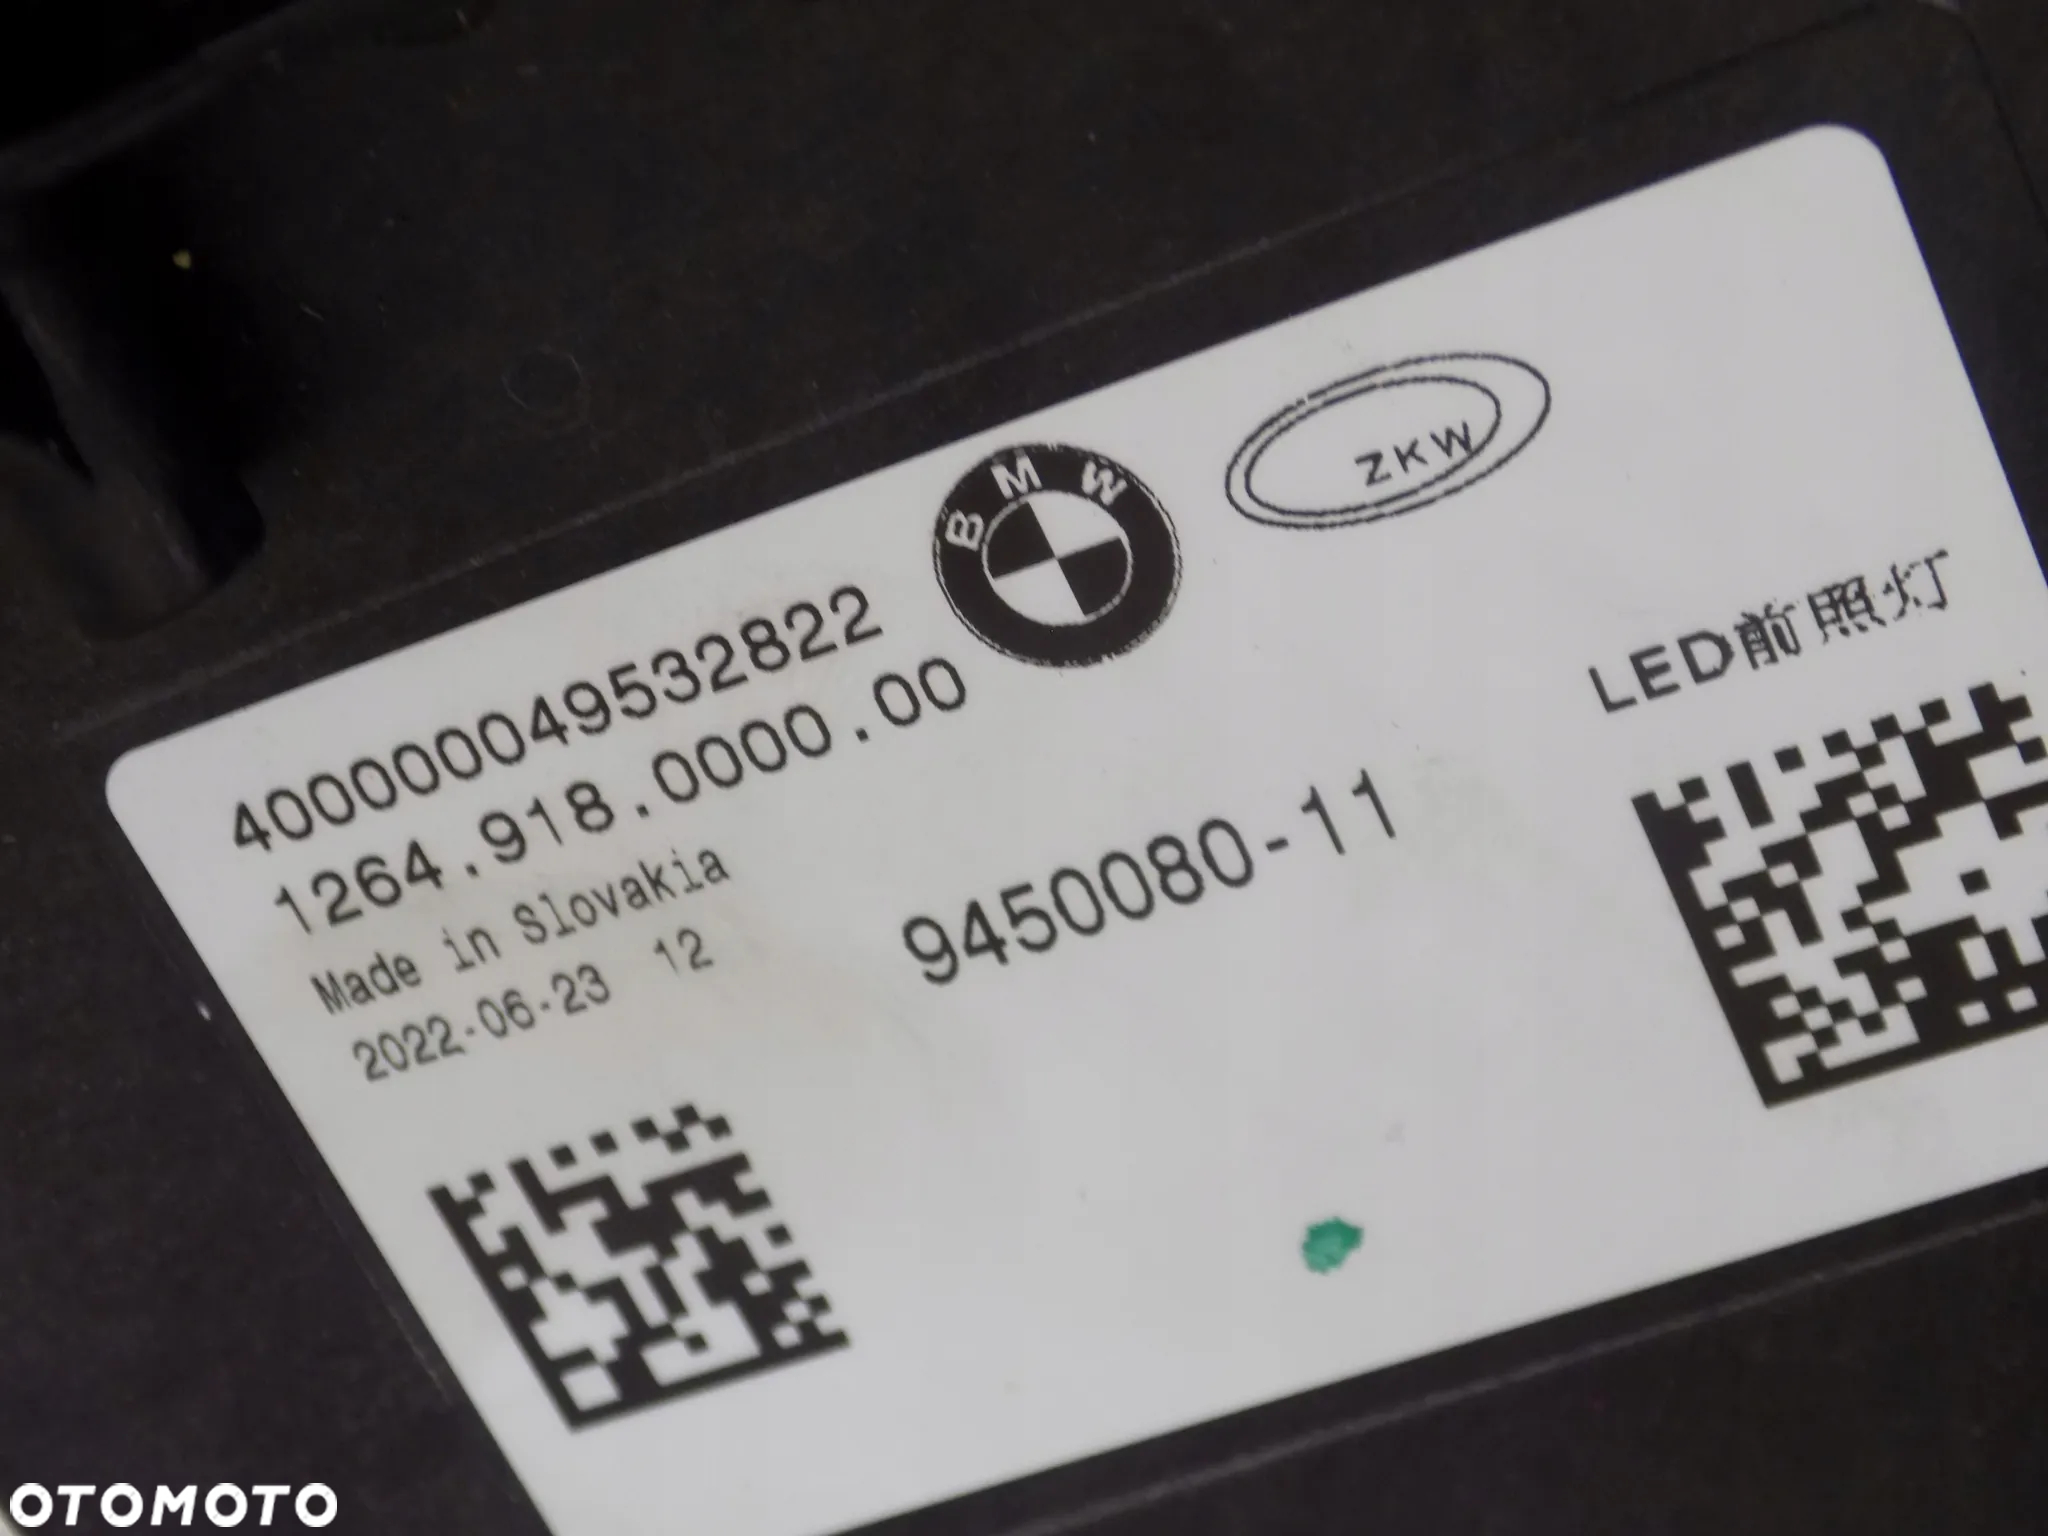 BMW
ZKW
400000049532822
1264.918.0000.00
Made in Slovakia
2022-06-23 12
9450080-11
LED前照灯
OTOMOTO